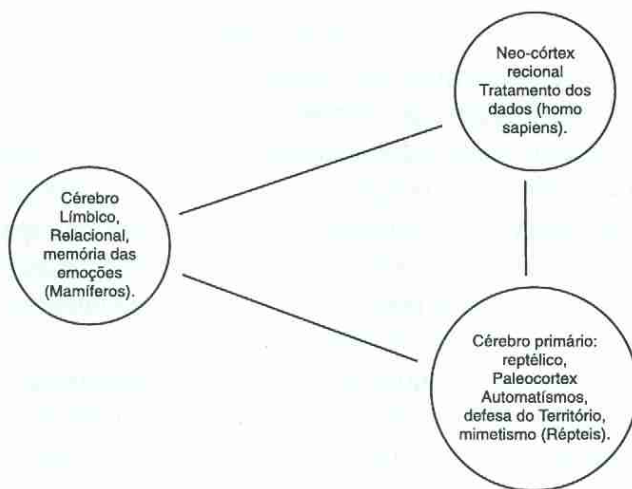 Neo-córtex
recional
Tratamento dos
dados (homo
sapiens).
Cérebro
Límbico,
Relacional,
memória das
emoções
(Mamíferos).
Cérebro primário:
reptélico,
Paleocortex
Automatísmos,
defesa do Território,
mimetismo (Répteis).